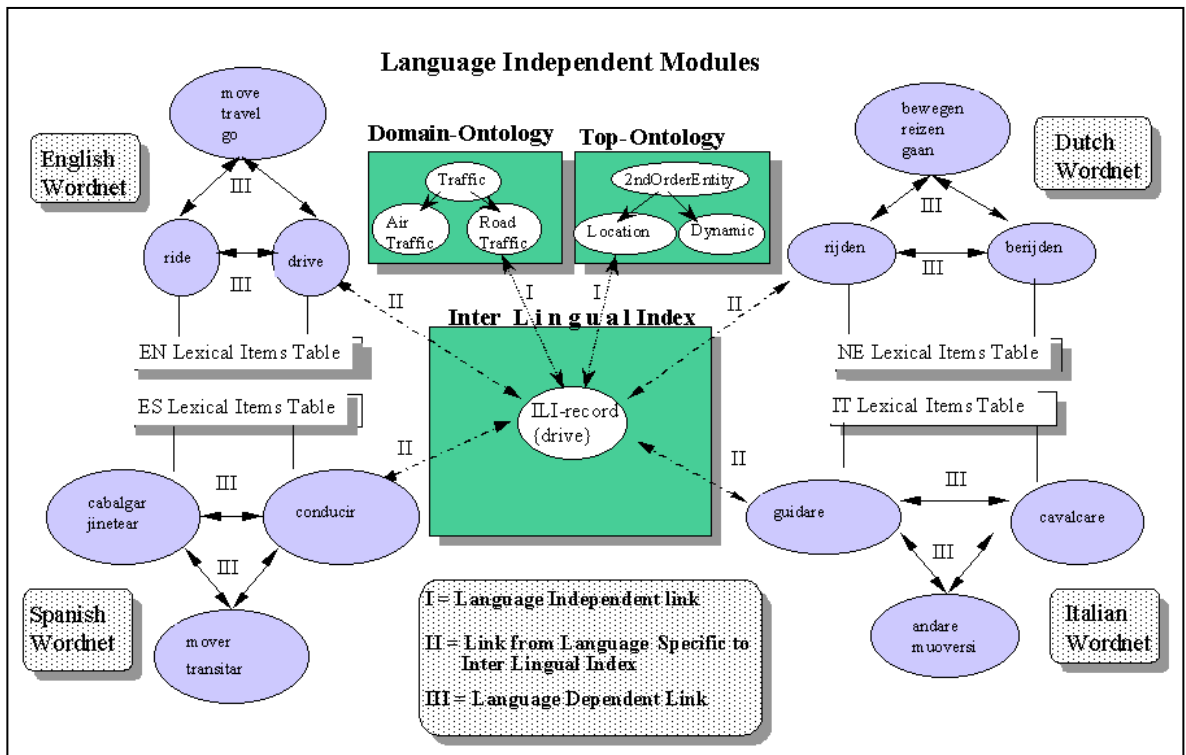 Language Independent Modules
move
travel
go
English
Wordnet
III
ride
drive
III
EN Lexical Items Table
Domain-Ontology
Traffic
Air
Traffic
Road
Traffic
Top-Ontology
2ndOrderEntity
Location
Dynamic
bewegen
reizen
gaan
Dutch
Wordnet
III
rijden
berijden
III
NE Lexical Items Table
II
I
I
II
Inter Lingual Index
ILI-record
{drive}
II
II
ES Lexical Items Table
III
cabalgar
jinetear
conducir
III
Spanish
Wordnet
mover
transitar
IT Lexical Items Table
III
guidare
cavalcare
III
andare
muoversi
Italian
Wordnet
I = Language Independent link
II = Link from Language Specific to
Inter Lingual Index
III = Language Dependent Link